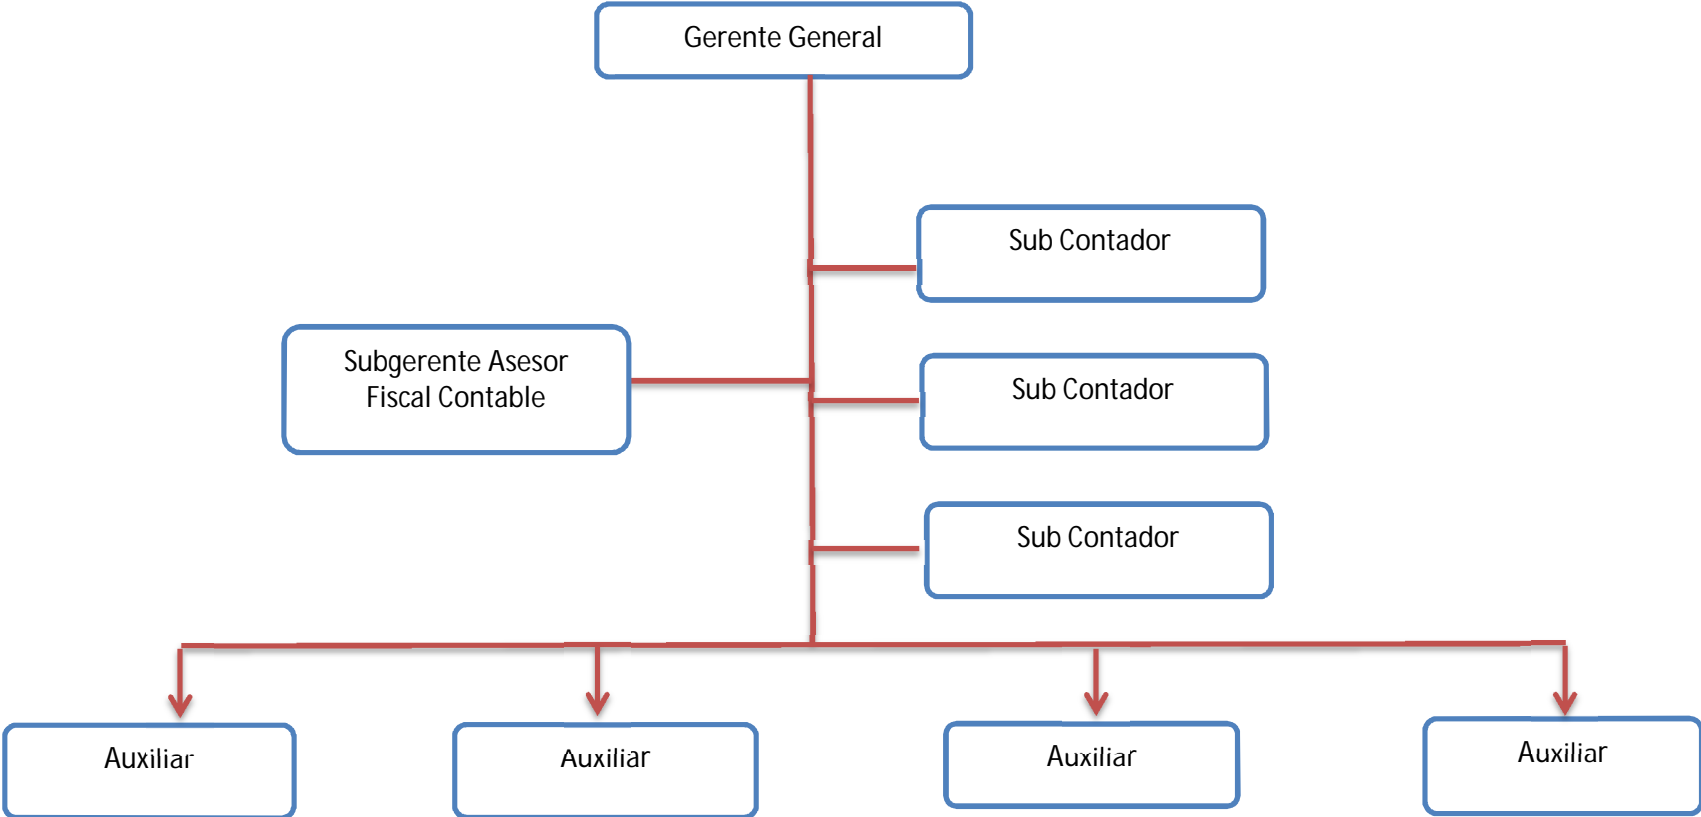 Gerente General
Sub Contador
Subgerente Asesor
Fiscal Contable
Sub Contador
Sub Contador
Auxiliar
Auxiliar
Auxiliar
Auxiliar